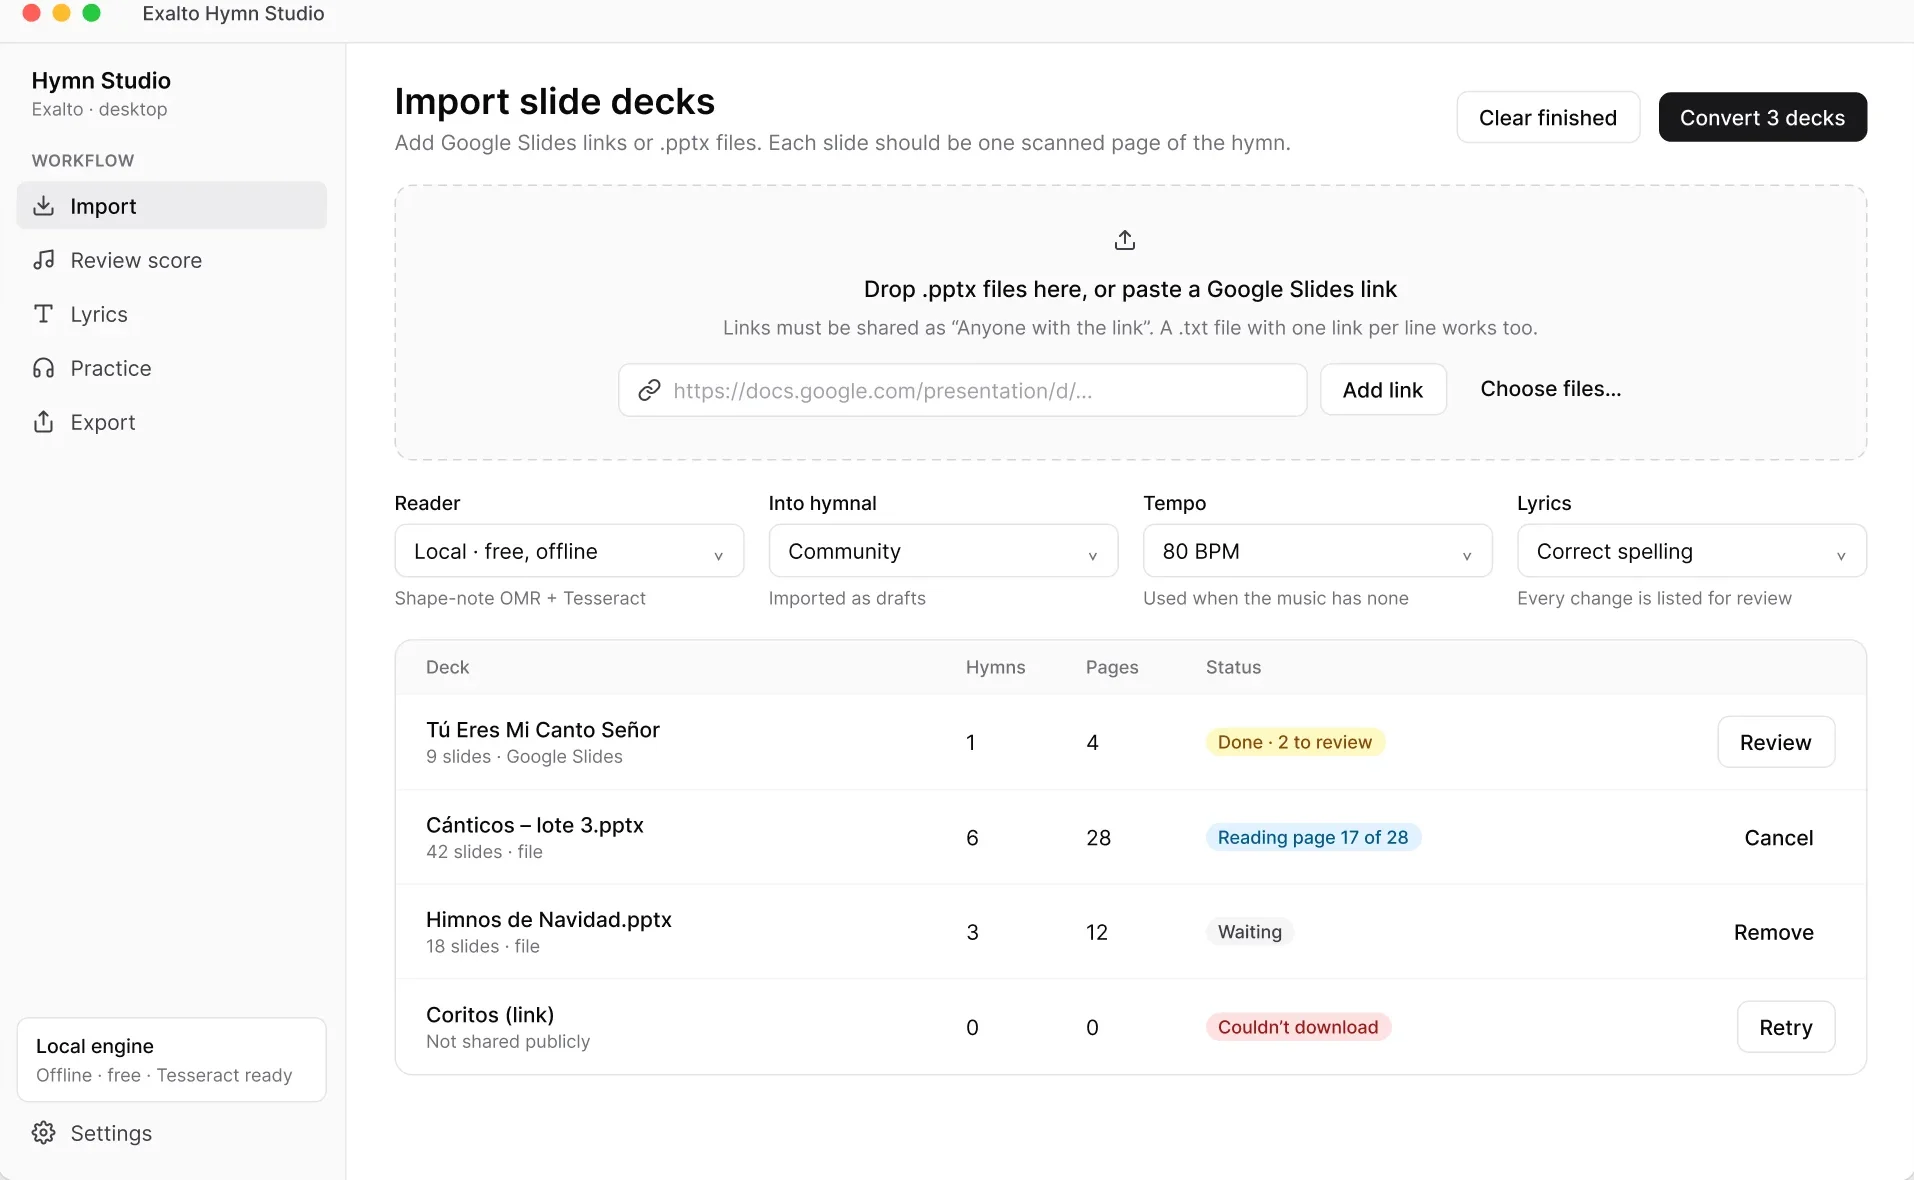 Exalto Hymn Studio
Hymn Studio
Exalto · desktop
WORKFLOW
Import
Review score
Lyrics
Practice
Export
Local engine
Offline · free · Tesseract ready
Settings
Import slide decks
Add Google Slides links or .pptx files. Each slide should be one scanned page of the hymn.
Clear finished
Convert 3 decks
Drop .pptx files here, or paste a Google Slides link
Links must be shared as “Anyone with the link”. A .txt file with one link per line works too.
https://docs.google.com/presentation/d/...
Add link
Choose files...
Reader
Local · free, offline
Shape-note OMR + Tesseract
Into hymnal
Community
Imported as drafts
Tempo
80 BPM
Used when the music has none
Lyrics
Correct spelling
Every change is listed for review
Deck Hymns Pages Status
Tú Eres Mi Canto Señor
9 slides · Google Slides
1 4 Done · 2 to review Review
Cánticos – lote 3.pptx
42 slides · file
6 28 Reading page 17 of 28 Cancel
Himnos de Navidad.pptx
18 slides · file
3 12 Waiting Remove
Coritos (link)
Not shared publicly
0 0 Couldn’t download Retry